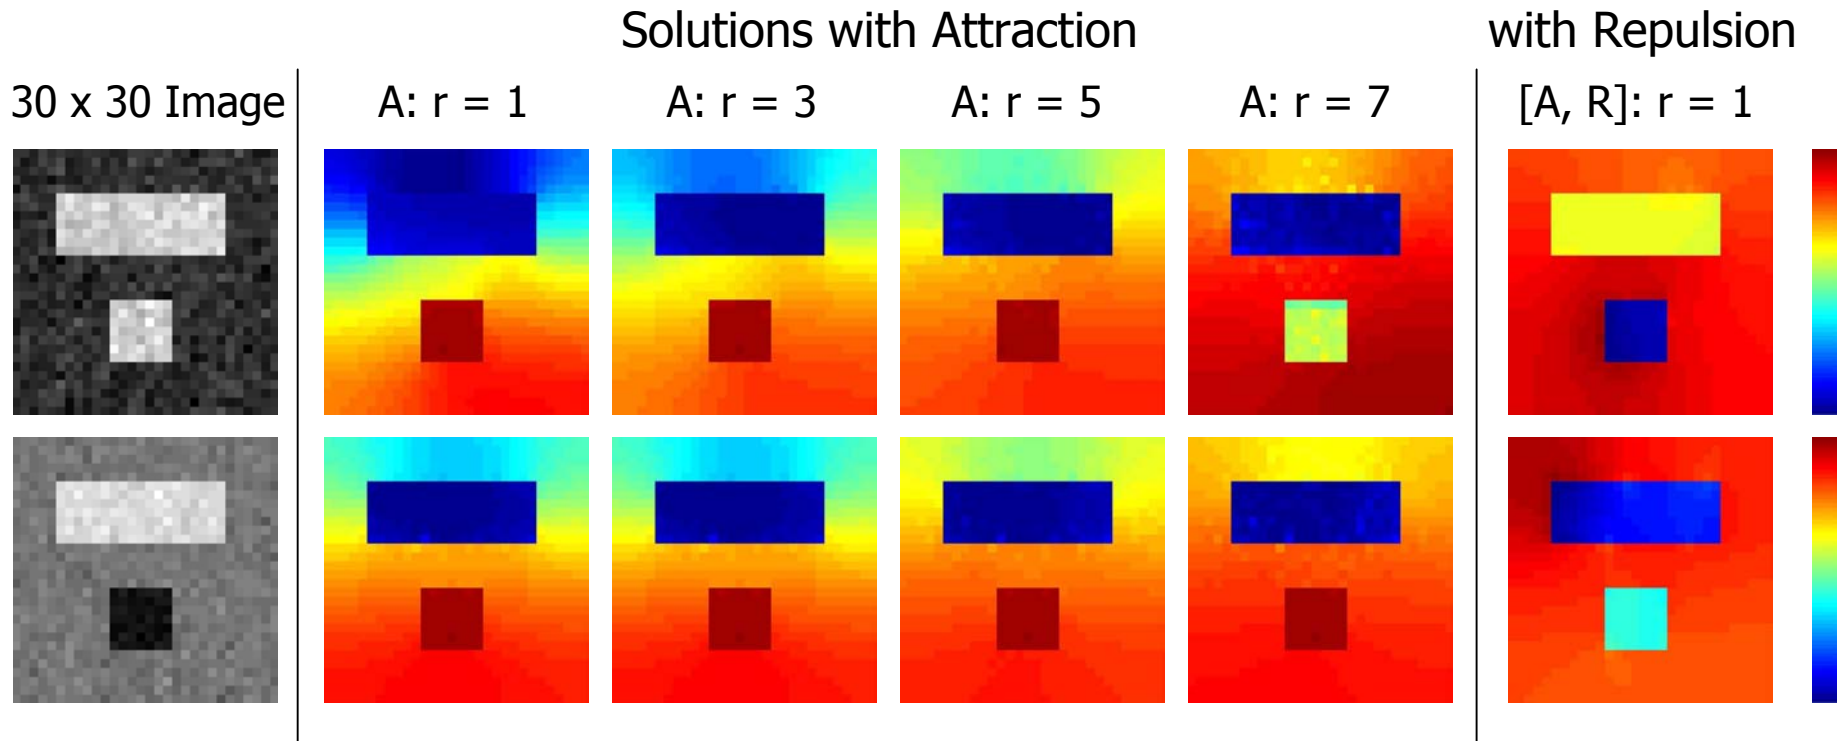 Solutions with Attraction with Repulsion
30 x 30 Image A: r = 1 A: r = 3 A: r = 5 A: r = 7 [A, R]: r = 1